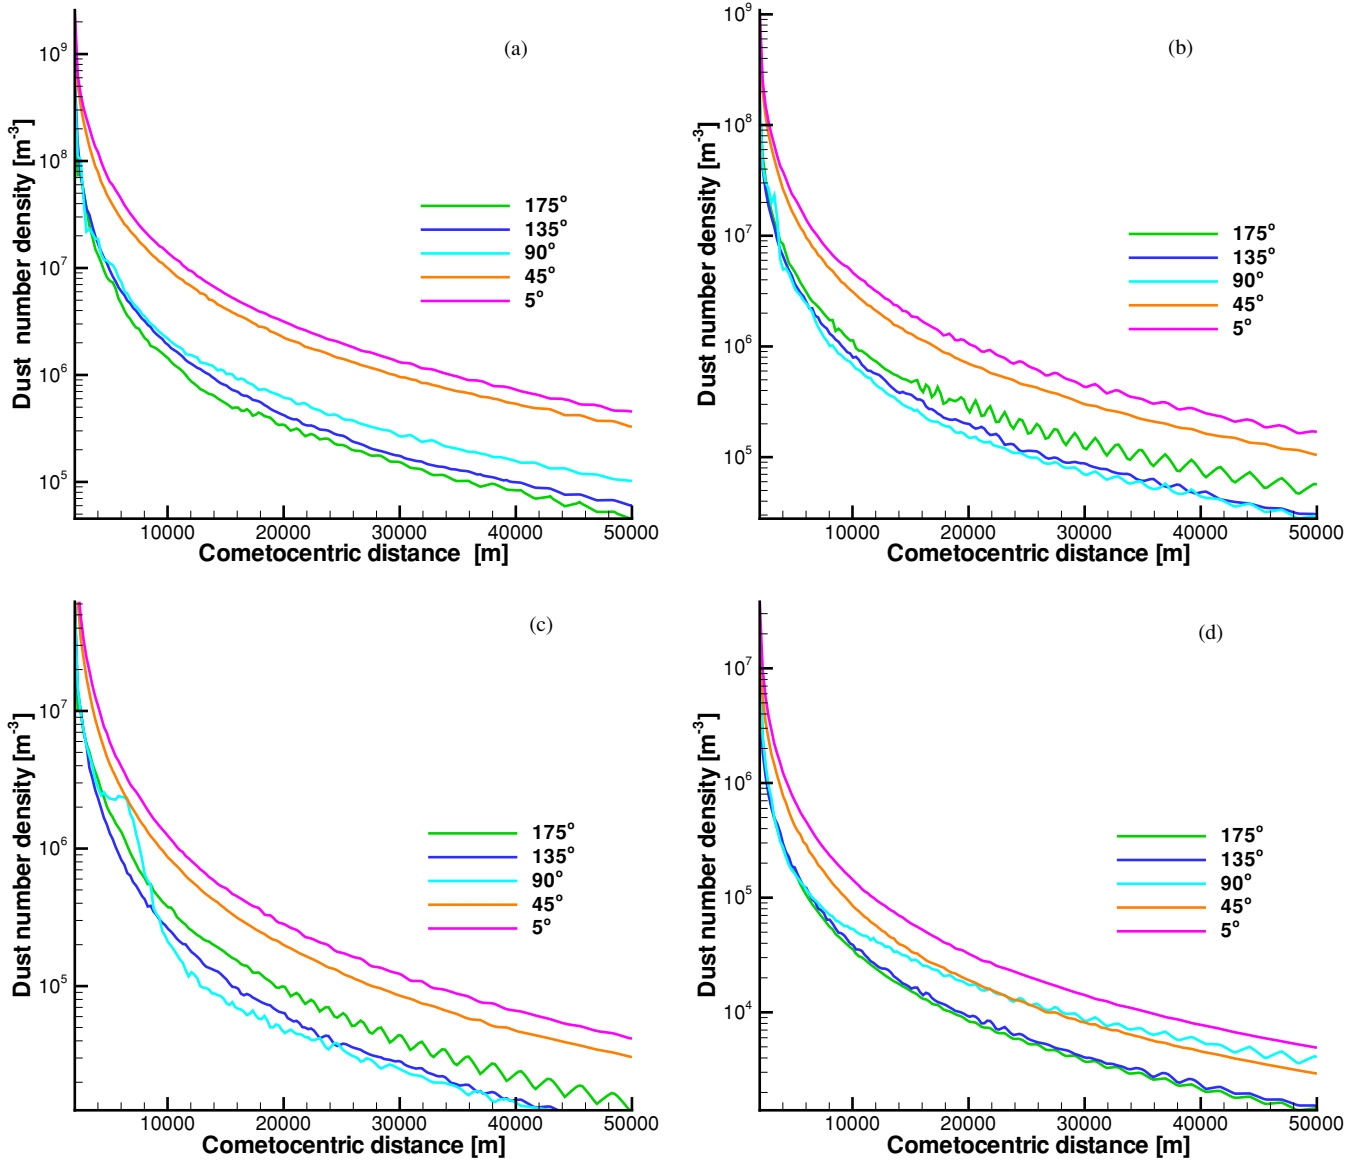 (a)
10⁹
10⁸
10⁷
10⁶
10⁵
Dust number density [m⁻³]
175°
135°
90°
45°
5°
10000 20000 30000 40000 50000
Cometocentric distance [m]
(b)
10⁹
10⁸
10⁷
10⁶
10⁵
Dust number density [m⁻³]
175°
135°
90°
45°
5°
10000 20000 30000 40000 50000
Cometocentric distance [m]
(c)
10⁷
10⁶
10⁵
Dust number density [m⁻³]
175°
135°
90°
45°
5°
10000 20000 30000 40000 50000
Cometocentric distance [m]
(d)
10⁷
10⁶
10⁵
10⁴
Dust number density [m⁻³]
175°
135°
90°
45°
5°
10000 20000 30000 40000 50000
Cometocentric distance [m]